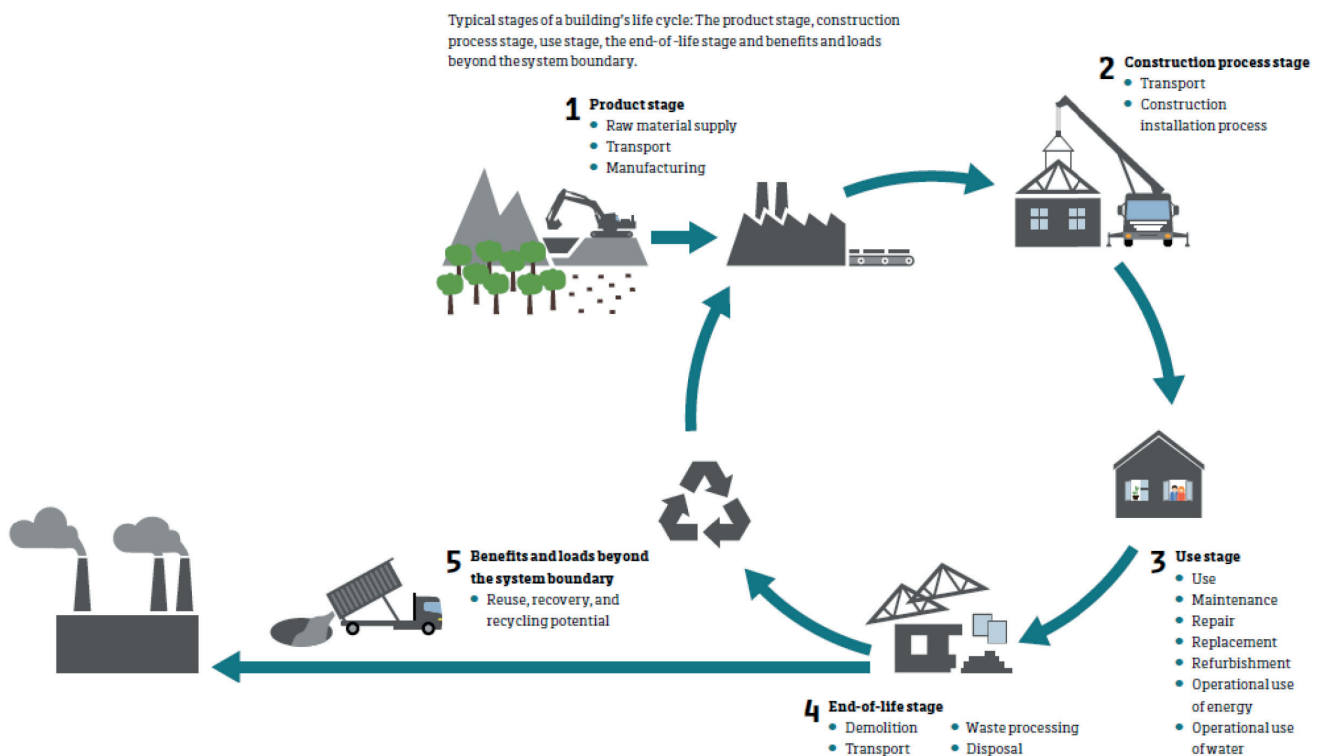 Typical stages of a building's life cycle: The product stage, construction
process stage, use stage, the end-of-life stage and benefits and loads
beyond the system boundary.
1 Product stage
• Raw material supply
• Transport
• Manufacturing
2 Construction process stage
• Transport
• Construction
installation process
3 Use stage
• Use
• Maintenance
• Repair
• Replacement
• Refurbishment
• Operational use
of energy
• Operational use
of water
4 End-of-life stage
• Demolition
• Transport
• Waste processing
• Disposal
5 Benefits and loads beyond
the system boundary
• Reuse, recovery, and
recycling potential